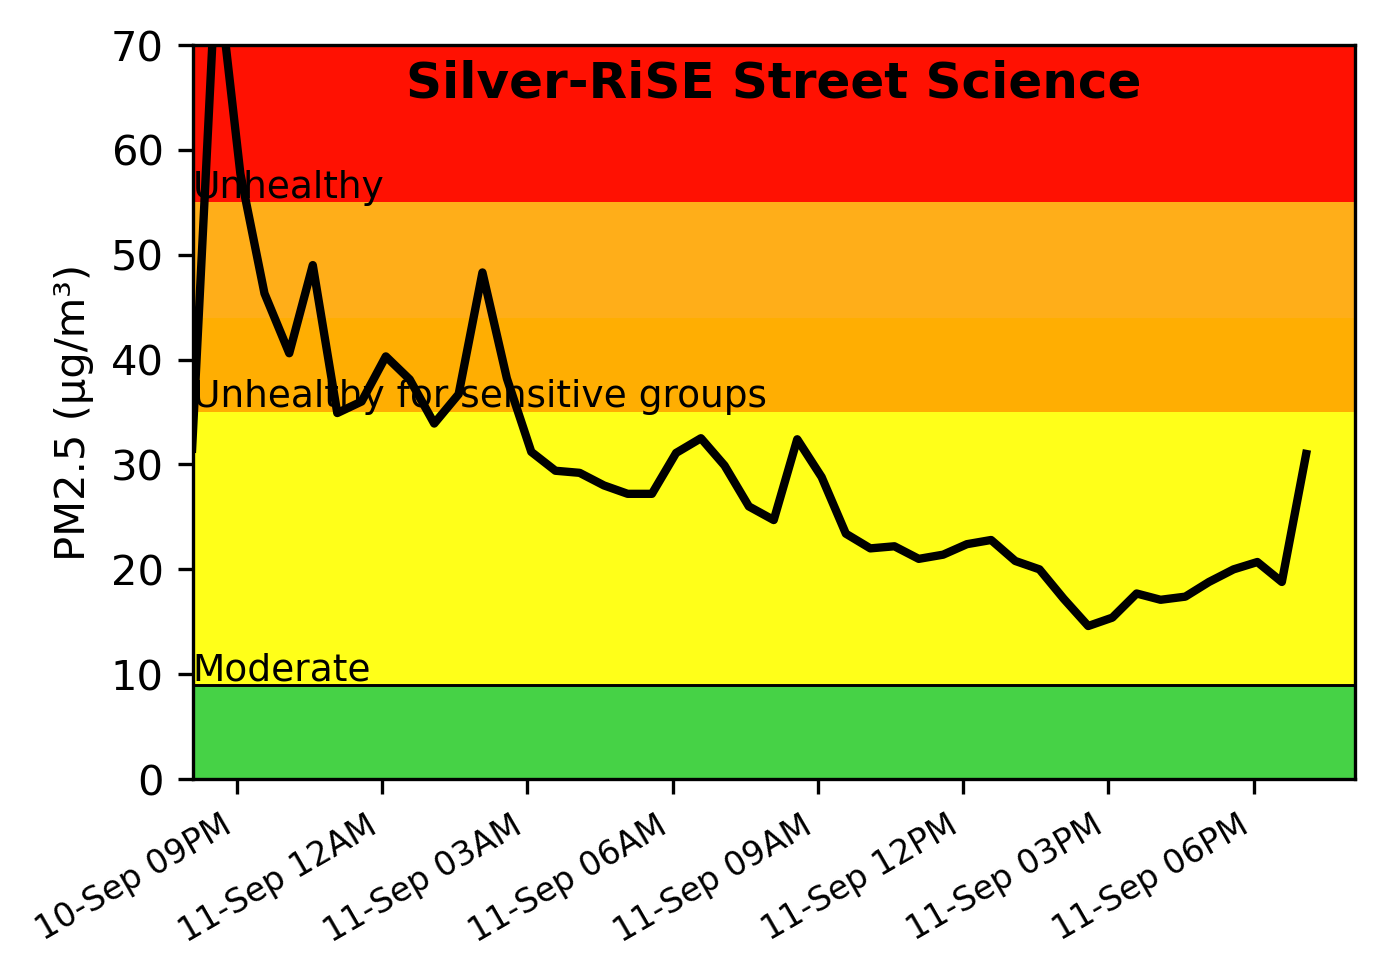 Silver-RiSE Street Science
70
60
Unhealthy
50
40
Unhealthy for sensitive groups
30
20
Moderate
10
0
PM2.5 (µg/m³)
10-Sep 09PM
11-Sep 12AM
11-Sep 03AM
11-Sep 06AM
11-Sep 09AM
11-Sep 12PM
11-Sep 03PM
11-Sep 06PM